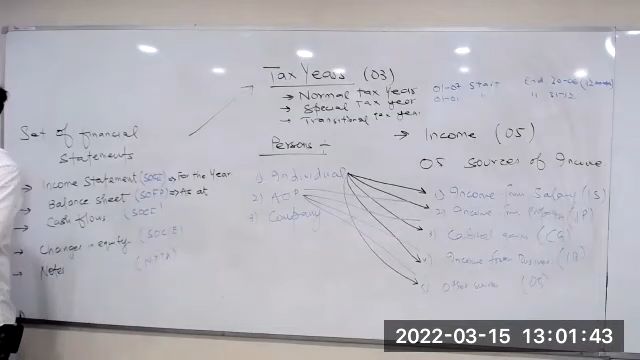 Tax Years (03)
→ Normal tax years
→ Special tax year
→ Transitional tax year
01-07 start
01-01 "
End 30-06
" 31-12
Set of financial
statements
→ Income Statement (SOCI) → For the Year
→ Balance sheet (SOFP) → As at
→ Cash flows
→ Changes in equity (SOCIE)
→ Notes
Persons :-
1) Individual
2) AOP
3) Company
→ Income (05)
05 sources of Income
1) Income from Salary (IS)
2) Income from property (IP)
3) Capital gain (CG)
4) Income from Business (IB)
5) Other (OS)
2022-03-15 13:01:43